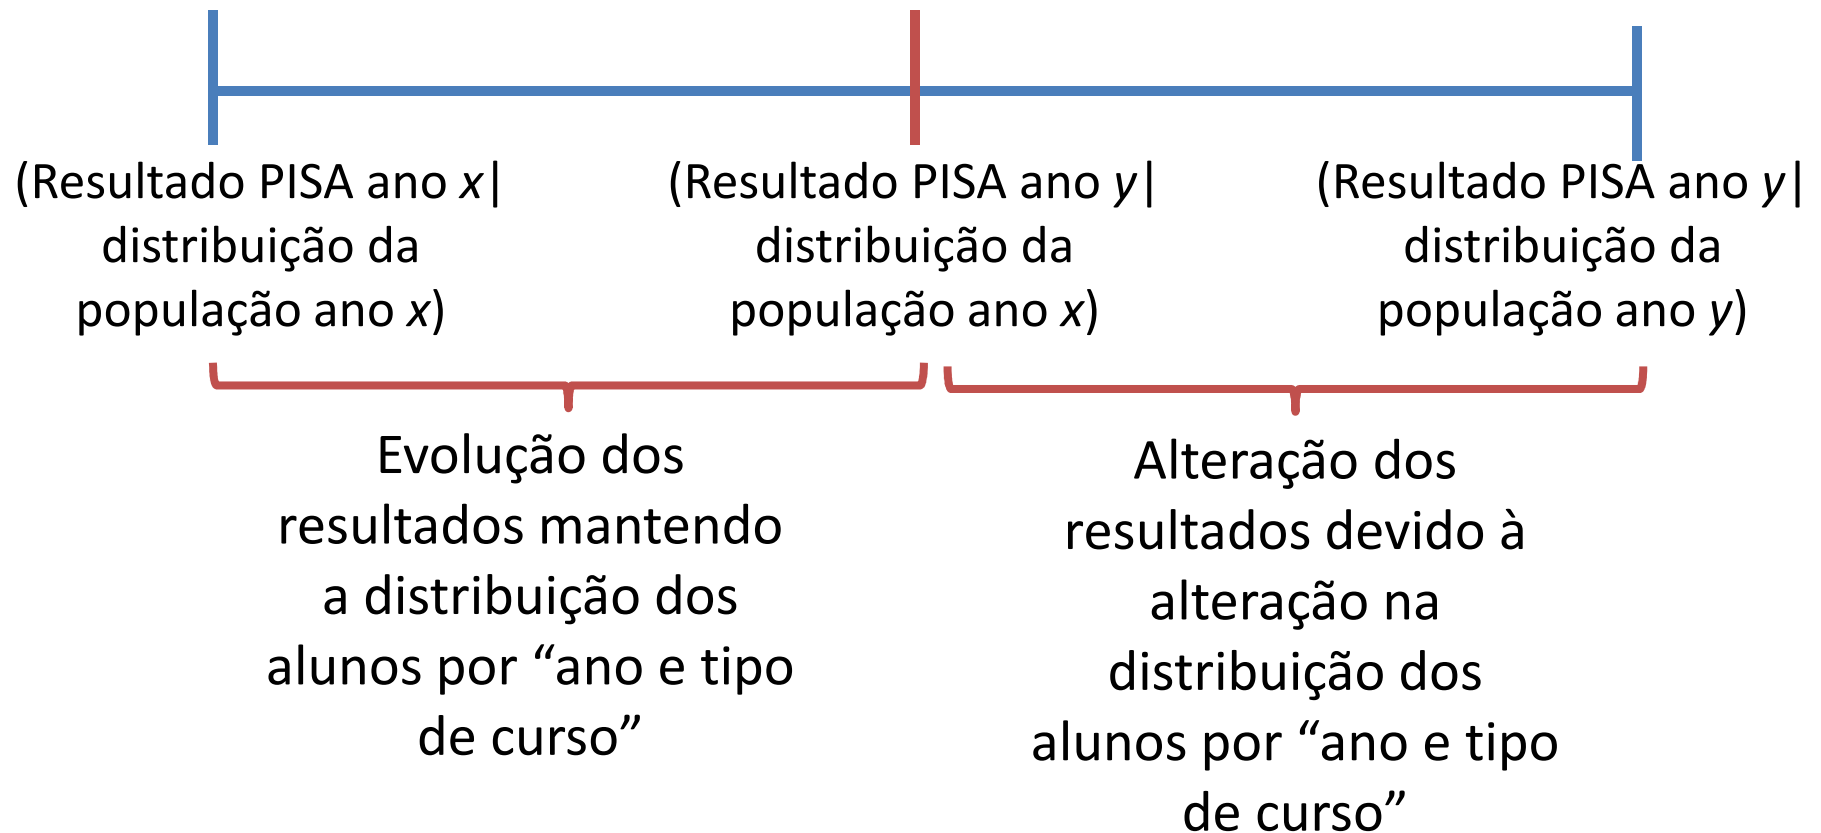 (Resultado PISA ano x|
distribuição da
população ano x)
(Resultado PISA ano y|
distribuição da
população ano x)
(Resultado PISA ano y|
distribuição da
população ano y)
Evolução dos
resultados mantendo
a distribuição dos
alunos por “ano e tipo
de curso”
Alteração dos
resultados devido à
alteração na
distribuição dos
alunos por “ano e tipo
de curso”